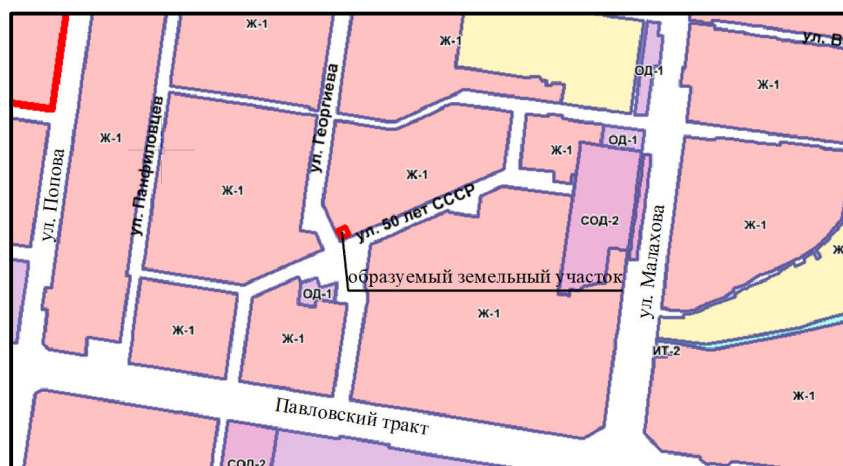 Ж-1
Ж-1
ул. В
ОД-1
Ж-1
Ж-1
ул. Панфиловцев
ул. Георгиева
ОД-1
Ж-1
Ж-1
ул. Попова
Ж-1
ул. 50 лет СССР
СОД-2
Ж-1
Ж
образуемый земельный участок
ул. Малахова
ОД-1
Ж-1
Ж-1
Ж-1
ИТ-2
Ж-1
Павловский тракт
СОД-2